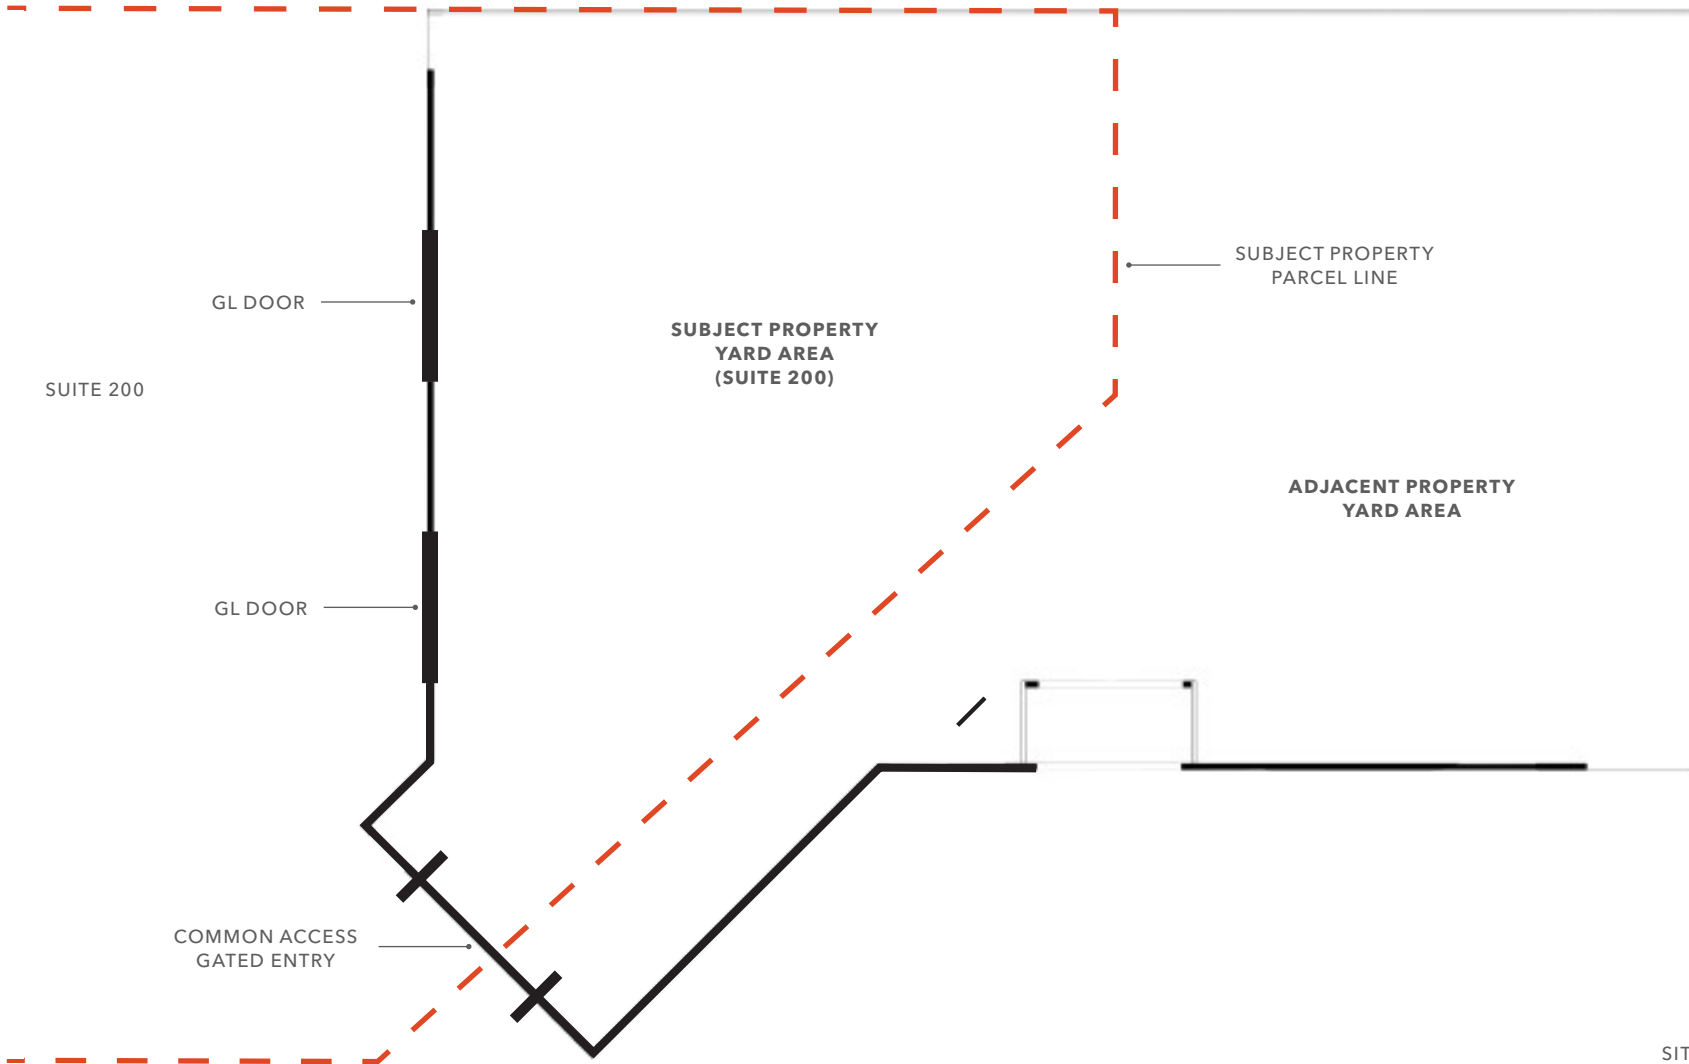 SUBJECT PROPERTY
PARCEL LINE
GL DOOR
SUBJECT PROPERTY
YARD AREA
(SUITE 200)
SUITE 200
ADJACENT PROPERTY
YARD AREA
GL DOOR
COMMON ACCESS
GATED ENTRY
SIT